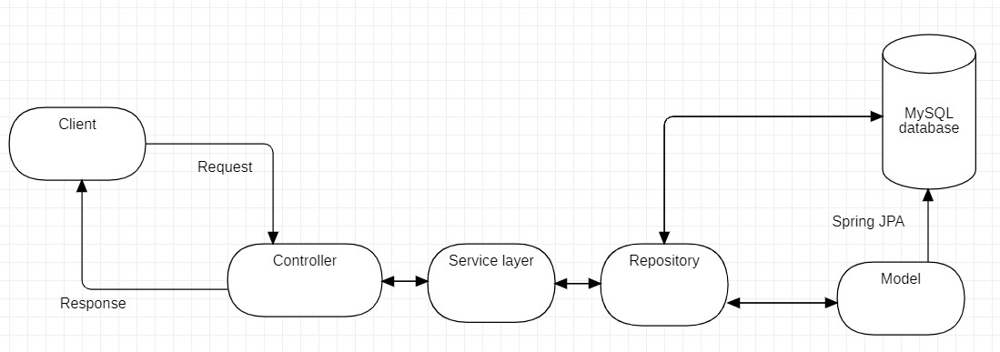 Client
Request
Response
Controller
Service layer
Repository
MySQL
database
Spring JPA
Model